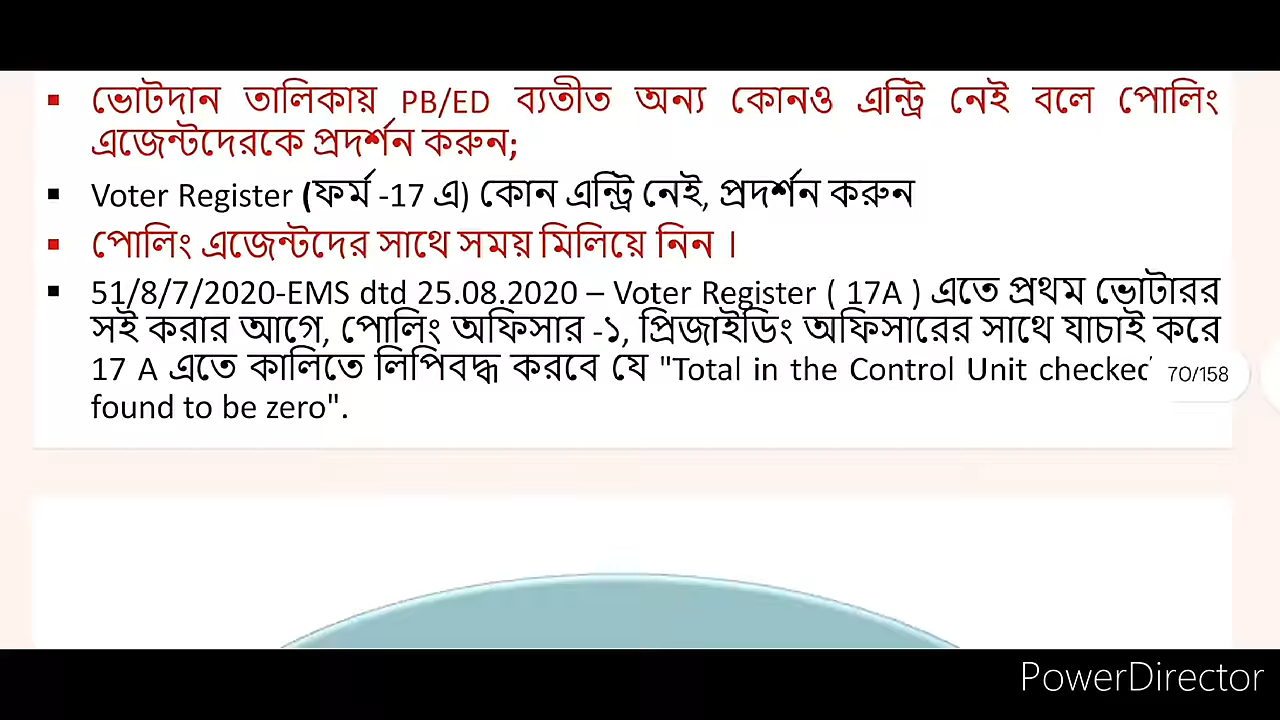 ▪ ভোটদান তালিকায় PB/ED ব্যতীত অন্য কোনও এন্ট্রি নেই বলে পোলিং
এজেন্টদেরকে প্রদর্শন করুন;
▪ Voter Register (ফর্ম -17 এ) কোন এন্ট্রি নেই, প্রদর্শন করুন
▪ পোলিং এজেন্টদের সাথে সময় মিলিয়ে নিন ।
▪ 51/8/7/2020-EMS dtd 25.08.2020 – Voter Register ( 17A ) এতে প্রথম ভোটারর
সই করার আগে, পোলিং অফিসার -১, প্রিজাইডিং অফিসারের সাথে যাচাই করে
17 A এতে কালিতে লিপিবদ্ধ করবে যে "Total in the Control Unit checked
found to be zero".
70/158
PowerDirector